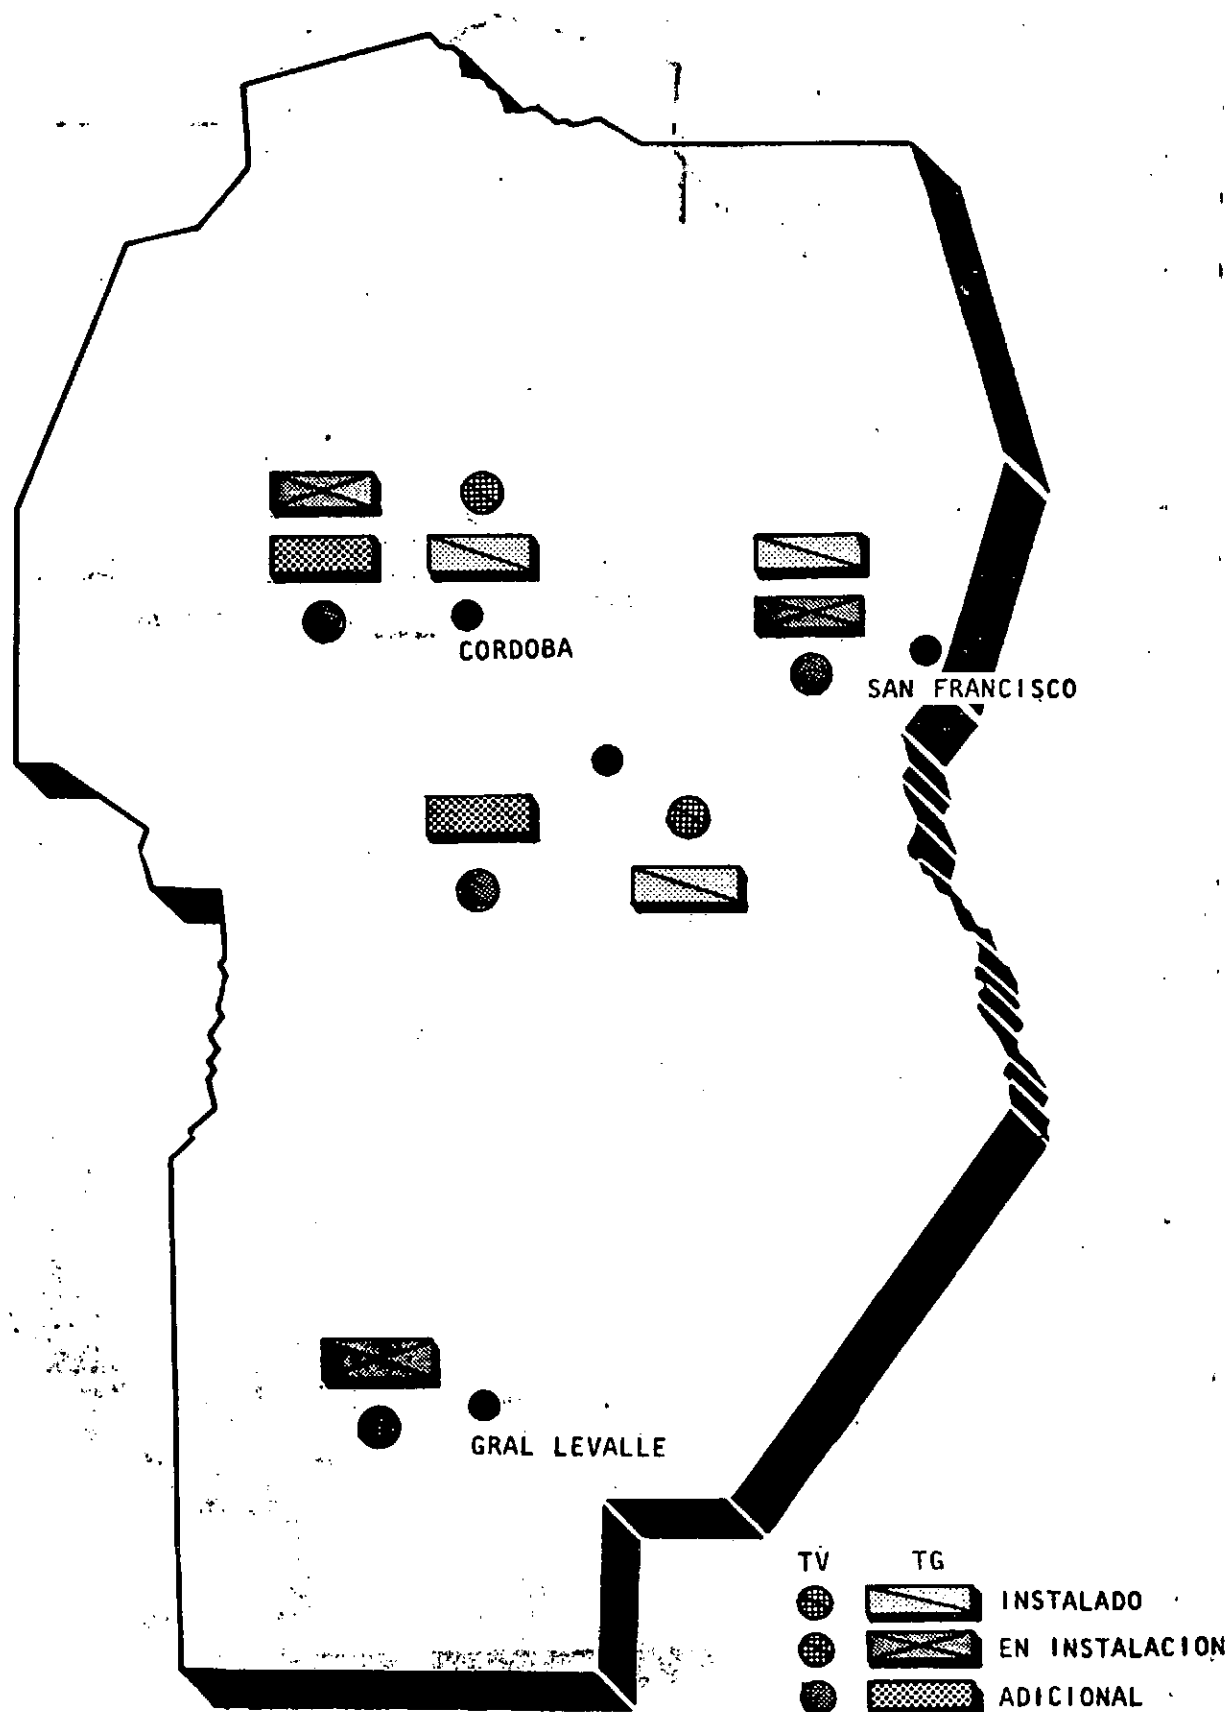 CORDOBA
SAN FRANCISCO
GRAL LEVALLE
TV TG
INSTALADO
EN INSTALACION
ADICIONAL